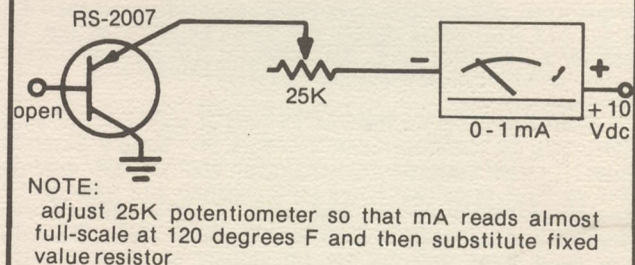 RS-2007
open
25K
-
+
0-1 mA
+ 10
Vdc
NOTE:
adjust 25K potentiometer so that mA reads almost
full-scale at 120 degrees F and then substitute fixed
value resistor